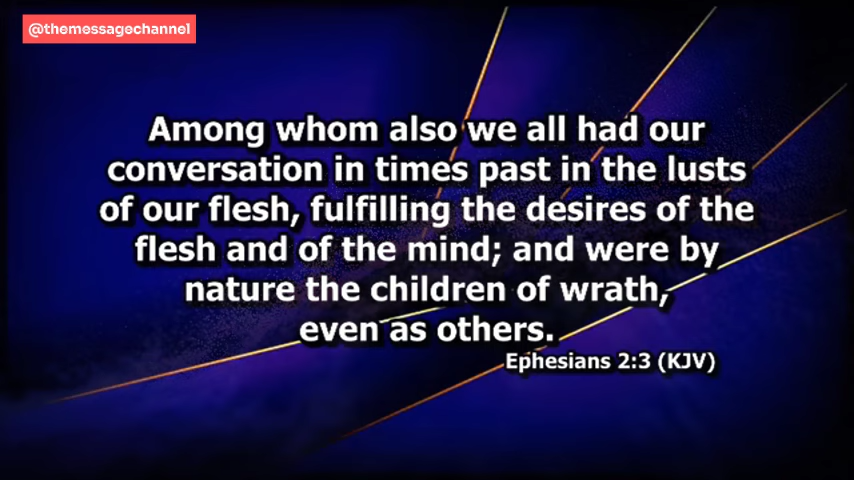 @themessagechannel
Among whom also we all had our
conversation in times past in the lusts
of our flesh, fulfilling the desires of the
flesh and of the mind; and were by
nature the children of wrath,
even as others.
Ephesians 2:3 (KJV)